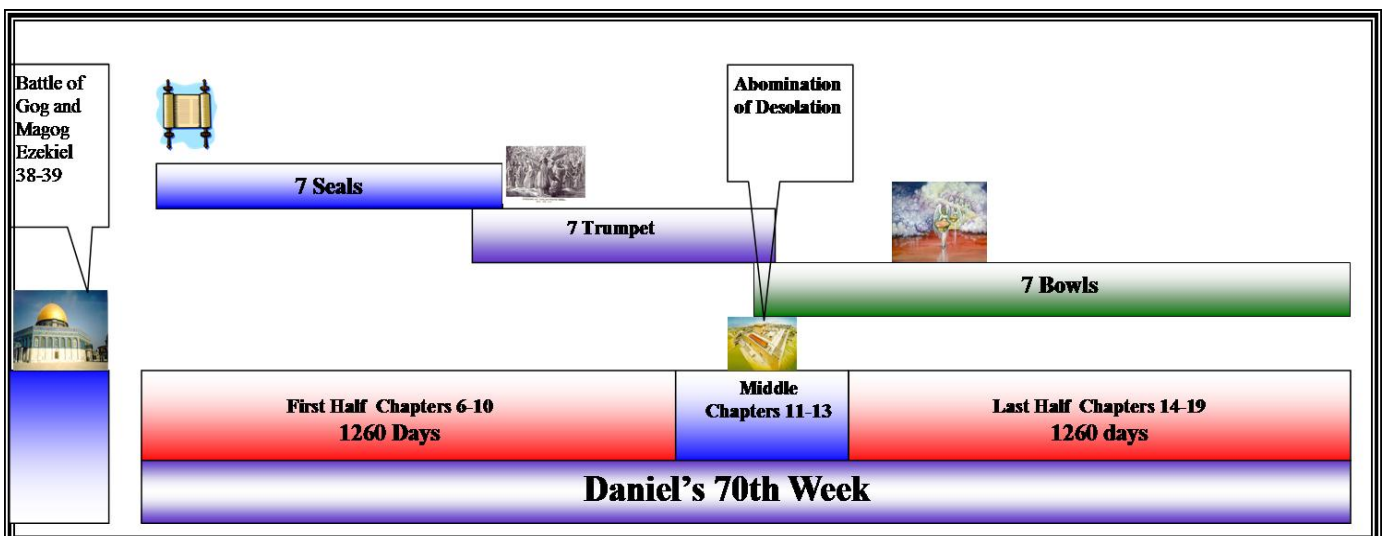 Battle of
Gog and
Magog
Ezekiel
38-39
Abomination
of Desolation
7 Seals
7 Trumpet
7 Bowls
First Half Chapters 6-10
1260 Days
Middle
Chapters 11-13
Last Half Chapters 14-19
1260 days
Daniel's 70th Week